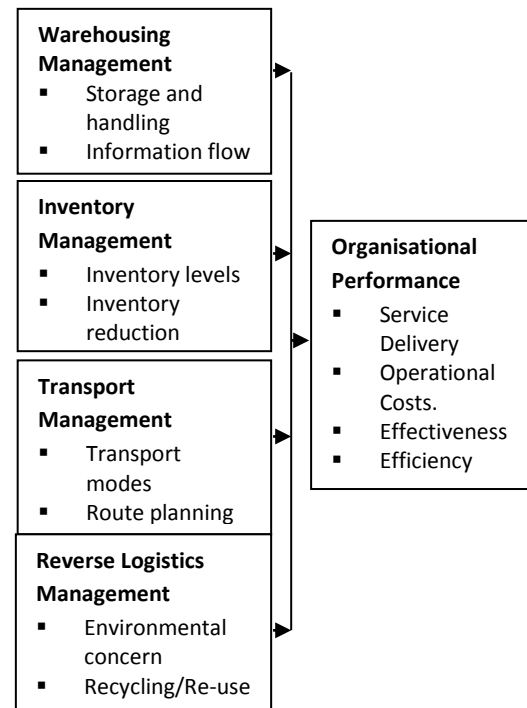 Warehousing
Management
▪ Storage and
handling
▪ Information flow
Inventory
Management
▪ Inventory levels
▪ Inventory
reduction
Transport
Management
▪ Transport
modes
▪ Route planning
Reverse Logistics
Management
▪ Environmental
concern
▪ Recycling/Re-use
Organisational
Performance
▪ Service
Delivery
▪ Operational
Costs.
▪ Effectiveness
▪ Efficiency